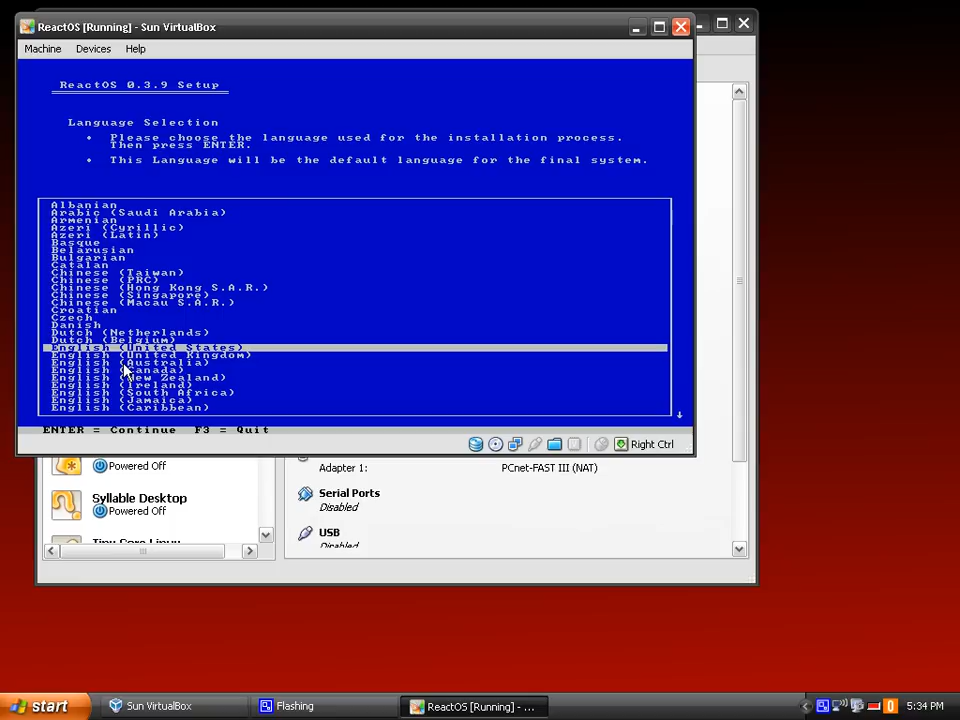 ReactOS [Running] - Sun VirtualBox
Machine Devices Help
ReactOS 0.3.9 Setup
Language Selection
• Please choose the language used for the installation process.
Then press ENTER.
• This Language will be the default language for the final system.
Albanian
Arabic (Saudi Arabia)
Armenian
Azeri (Cyrillic)
Azeri (Latin)
Basque
Belarusian
Bulgarian
Catalan
Chinese (Taiwan)
Chinese (PRC)
Chinese (Hong Kong S.A.R.)
Chinese (Singapore)
Chinese (Macau S.A.R.)
Croatian
Czech
Danish
Dutch (Netherlands)
Dutch (Belgium)
English (United States)
English (United Kingdom)
English (Australia)
English (Canada)
English (New Zealand)
English (Ireland)
English (South Africa)
English (Jamaica)
English (Caribbean)
ENTER = Continue F3 = Quit
Right Ctrl
Powered Off
Syllable Desktop
Powered Off
Tiny Core Linux
Adapter 1: PCnet-FAST III (NAT)
Serial Ports
Disabled
USB
Disabled
start
Sun VirtualBox
Flashing
ReactOS [Running] - ...
5:34 PM